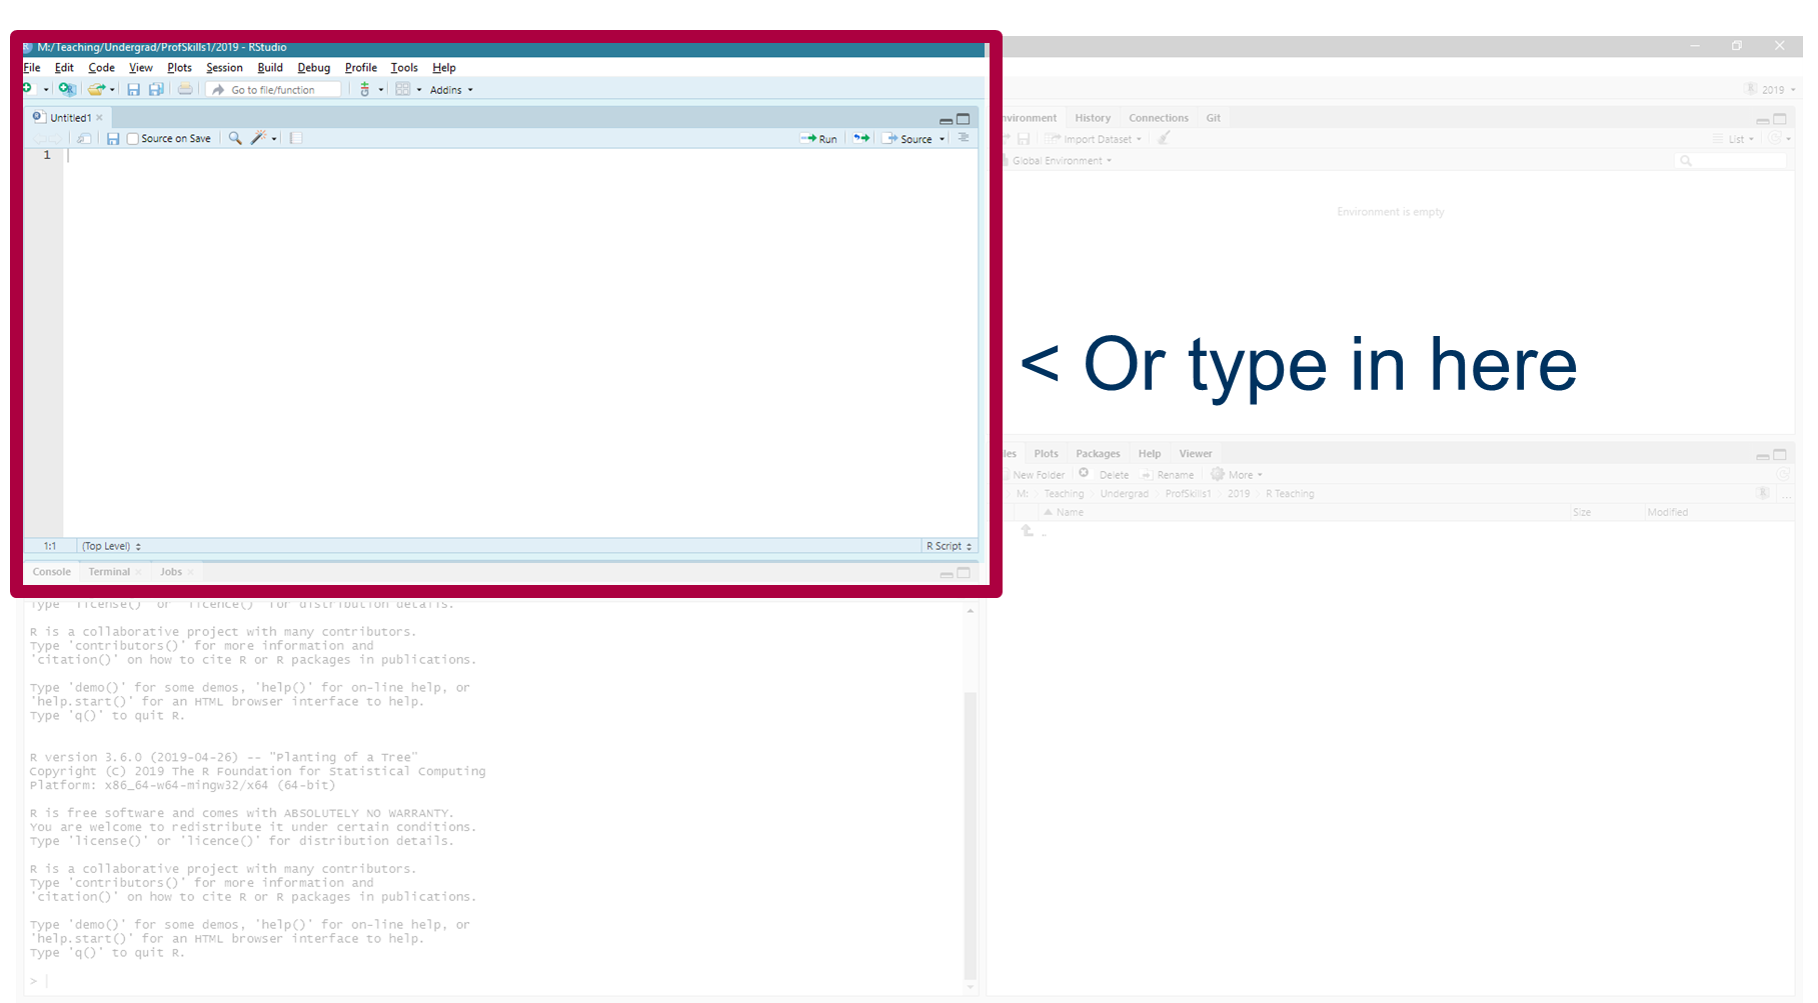 M:/Teaching/Undergrad/ProfSkills1/2019 - RStudio
File Edit Code View Plots Session Build Debug Profile Tools Help
Go to file/function Addins
2019
Untitled1
Source on Save Run Source
1
1:1 (Top Level) R Script
nvironment History Connections Git
Import Dataset List
Global Environment
Environment is empty
< Or type in here
les Plots Packages Help Viewer
New Folder Delete Rename More
M: Teaching Undergrad ProfSkills1 2019 R Teaching ...
Name Size Modified
..
Console Terminal Jobs
Type 'license()' or 'licence()' for distribution details.
R is a collaborative project with many contributors.
Type 'contributors()' for more information and
'citation()' on how to cite R or R packages in publications.
Type 'demo()' for some demos, 'help()' for on-line help, or
'help.start()' for an HTML browser interface to help.
Type 'q()' to quit R.
R version 3.6.0 (2019-04-26) -- "Planting of a Tree"
Copyright (C) 2019 The R Foundation for Statistical Computing
Platform: x86_64-w64-mingw32/x64 (64-bit)
R is free software and comes with ABSOLUTELY NO WARRANTY.
You are welcome to redistribute it under certain conditions.
Type 'license()' or 'licence()' for distribution details.
R is a collaborative project with many contributors.
Type 'contributors()' for more information and
'citation()' on how to cite R or R packages in publications.
Type 'demo()' for some demos, 'help()' for on-line help, or
'help.start()' for an HTML browser interface to help.
Type 'q()' to quit R.
>